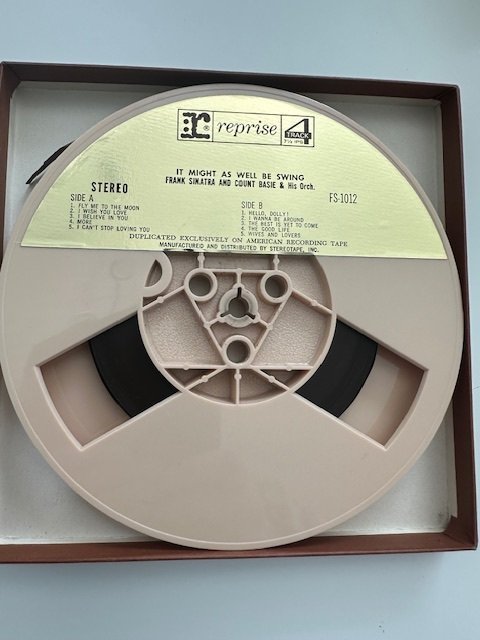 r® reprise 4
TRACK
7½ IPS
IT MIGHT AS WELL BE SWING
FRANK SINATRA AND COUNT BASIE & His Orch.
STEREO
FS-1012
SIDE A
1. FLY ME TO THE MOON
2. I WISH YOU LOVE
3. I BELIEVE IN YOU
4. MORE
5. I CAN'T STOP LOVING YOU
SIDE B
1. HELLO, DOLLY!
2. I WANNA BE AROUND
3. THE BEST IS YET TO COME
4. THE GOOD LIFE
5. WIVES AND LOVERS
DUPLICATED EXCLUSIVELY ON AMERICAN RECORDING TAPE
MANUFACTURED AND DISTRIBUTED BY STEREOTAPE, INC.